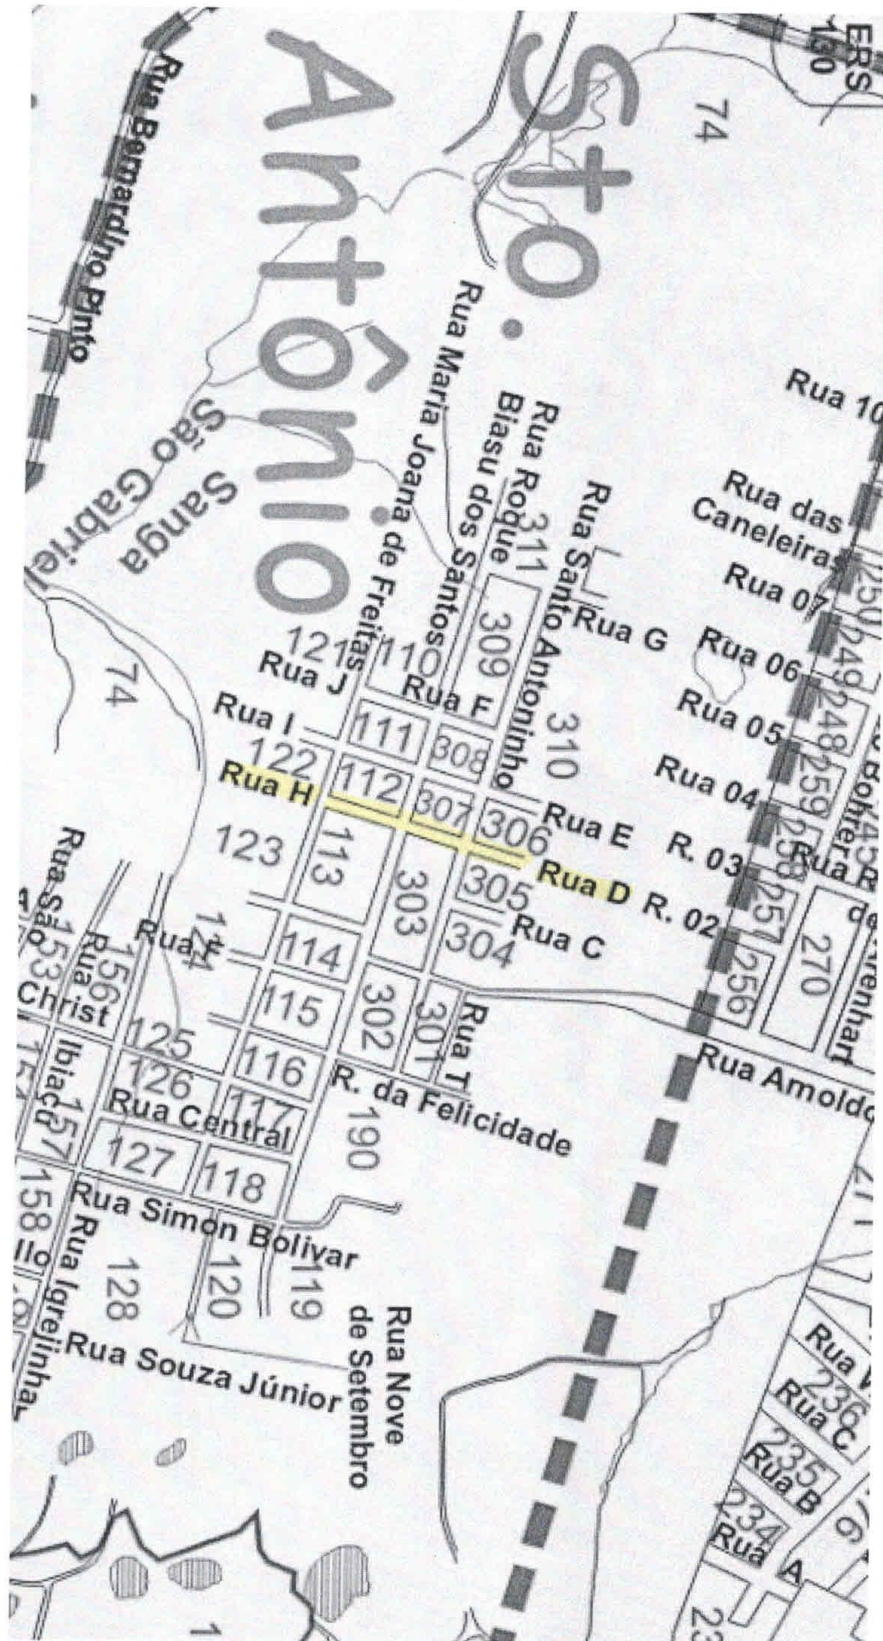 ERS
130
Sto.
Antônio
74
Rua Bernardino Pinto
Rua Maria Joana de Freitas
Rua Roque
Biasu dos Santos
Rua Santo Antoninho
Sanga
São Gabriel
Rua 10
Rua das
Caneleiras
Rua 07
Rua 06
Rua 05
Rua 04
R. 03
R. 02
250
249
248
259
258
257
256
270
311
309
310
Rua G
121
110
Rua J
Rua F
74
Rua I
111
308
122
112
307
306
Rua E
Rua H
123
113
303
305
Rua D
304
Rua C
114
124
115
302
301
Rua T
Rua São
153
Rua
156
Christ
125
116
126
R. da Felicidade
Rua Arnoldo
Ibiaçu
157
Rua Central
117
190
127
118
158
Rua Simon Bolivar
Rua Igrejinha
128
120
119
271
Rua Souza Júnior
Rua Nove
de Setembro
Rua V
236
Rua C
235
Rua B
234
Rua A